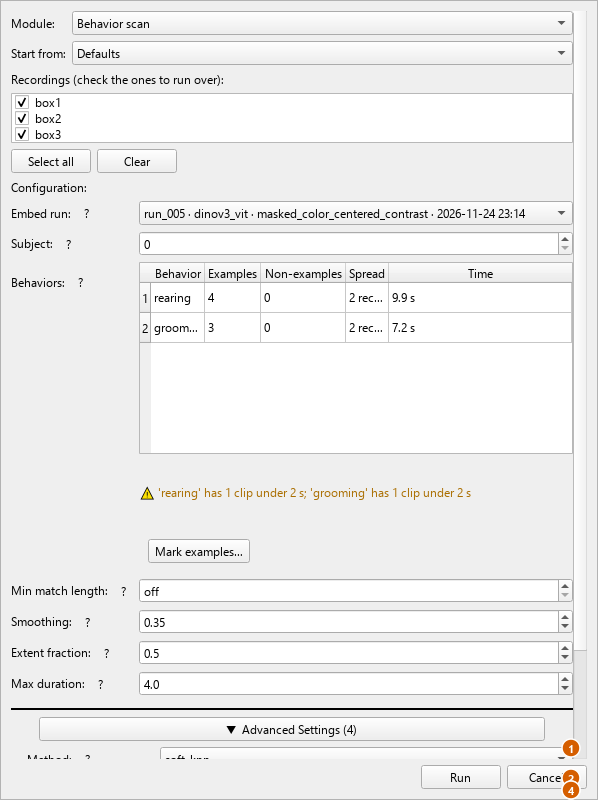 Module: Behavior scan
Start from: Defaults
Recordings (check the ones to run over):
box1
box2
box3
Select all Clear
Configuration:
Embed run: ? run_005 · dinov3_vit · masked_color_centered_contrast · 2026-11-24 23:14
Subject: ? 0
Behaviors: ?
Behavior Examples Non-examples Spread Time
1 rearing 4 0 2 rec... 9.9 s
2 groom... 3 0 2 rec... 7.2 s
'rearing' has 1 clip under 2 s; 'grooming' has 1 clip under 2 s
Mark examples...
Min match length: ? off
Smoothing: ? 0.35
Extent fraction: ? 0.5
Max duration: ? 4.0
▼ Advanced Settings (4)
Method: ? soft_knn
1
Run Cance
2
4